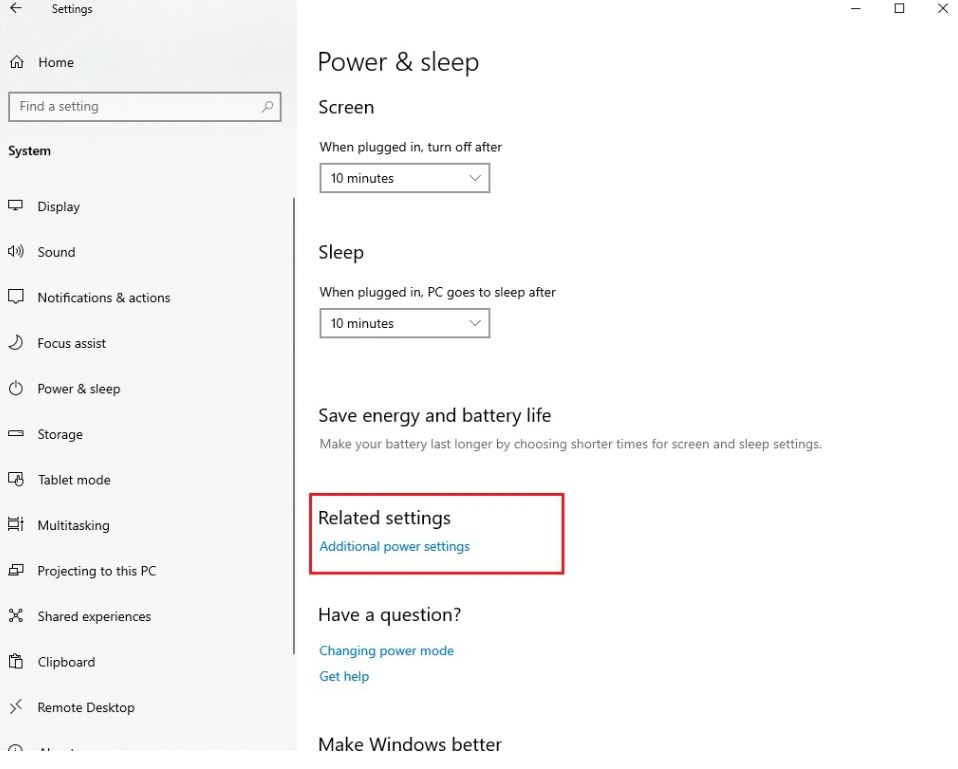 Settings
Home
Find a setting
System
Display
Sound
Notifications & actions
Focus assist
Power & sleep
Storage
Tablet mode
Multitasking
Projecting to this PC
Shared experiences
Clipboard
Remote Desktop
Power & sleep
Screen
When plugged in, turn off after
10 minutes
Sleep
When plugged in, PC goes to sleep after
10 minutes
Save energy and battery life
Make your battery last longer by choosing shorter times for screen and sleep settings.
Related settings
Additional power settings
Have a question?
Changing power mode
Get help
Make Windows better